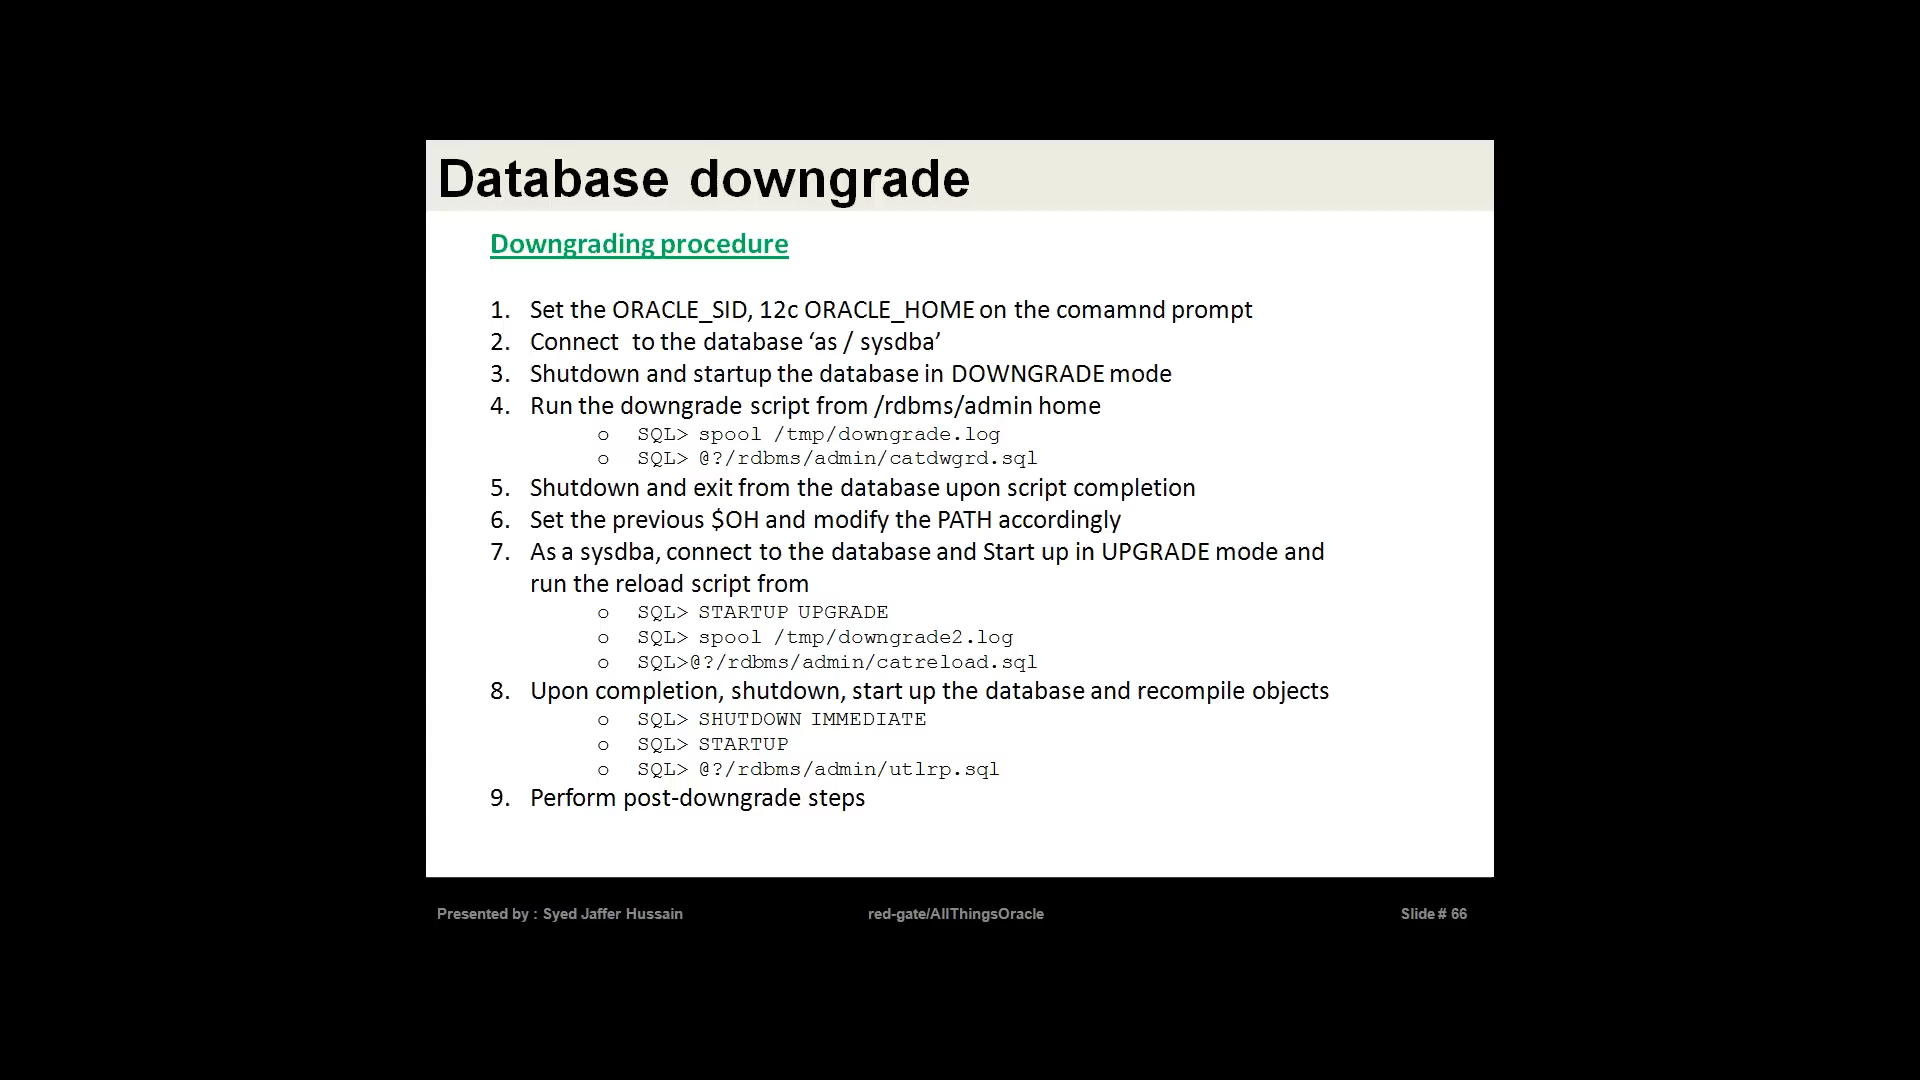 Database downgrade
Downgrading procedure
1. Set the ORACLE_SID, 12c ORACLE_HOME on the comamnd prompt
2. Connect to the database ‘as / sysdba’
3. Shutdown and startup the database in DOWNGRADE mode
4. Run the downgrade script from /rdbms/admin home
o SQL> spool /tmp/downgrade.log
o SQL> @?/rdbms/admin/catdwgrd.sql
5. Shutdown and exit from the database upon script completion
6. Set the previous $OH and modify the PATH accordingly
7. As a sysdba, connect to the database and Start up in UPGRADE mode and
run the reload script from
o SQL> STARTUP UPGRADE
o SQL> spool /tmp/downgrade2.log
o SQL>@?/rdbms/admin/catreload.sql
8. Upon completion, shutdown, start up the database and recompile objects
o SQL> SHUTDOWN IMMEDIATE
o SQL> STARTUP
o SQL> @?/rdbms/admin/utlrp.sql
9. Perform post-downgrade steps
Presented by : Syed Jaffer Hussain
red-gate/AllThingsOracle
Slide # 66